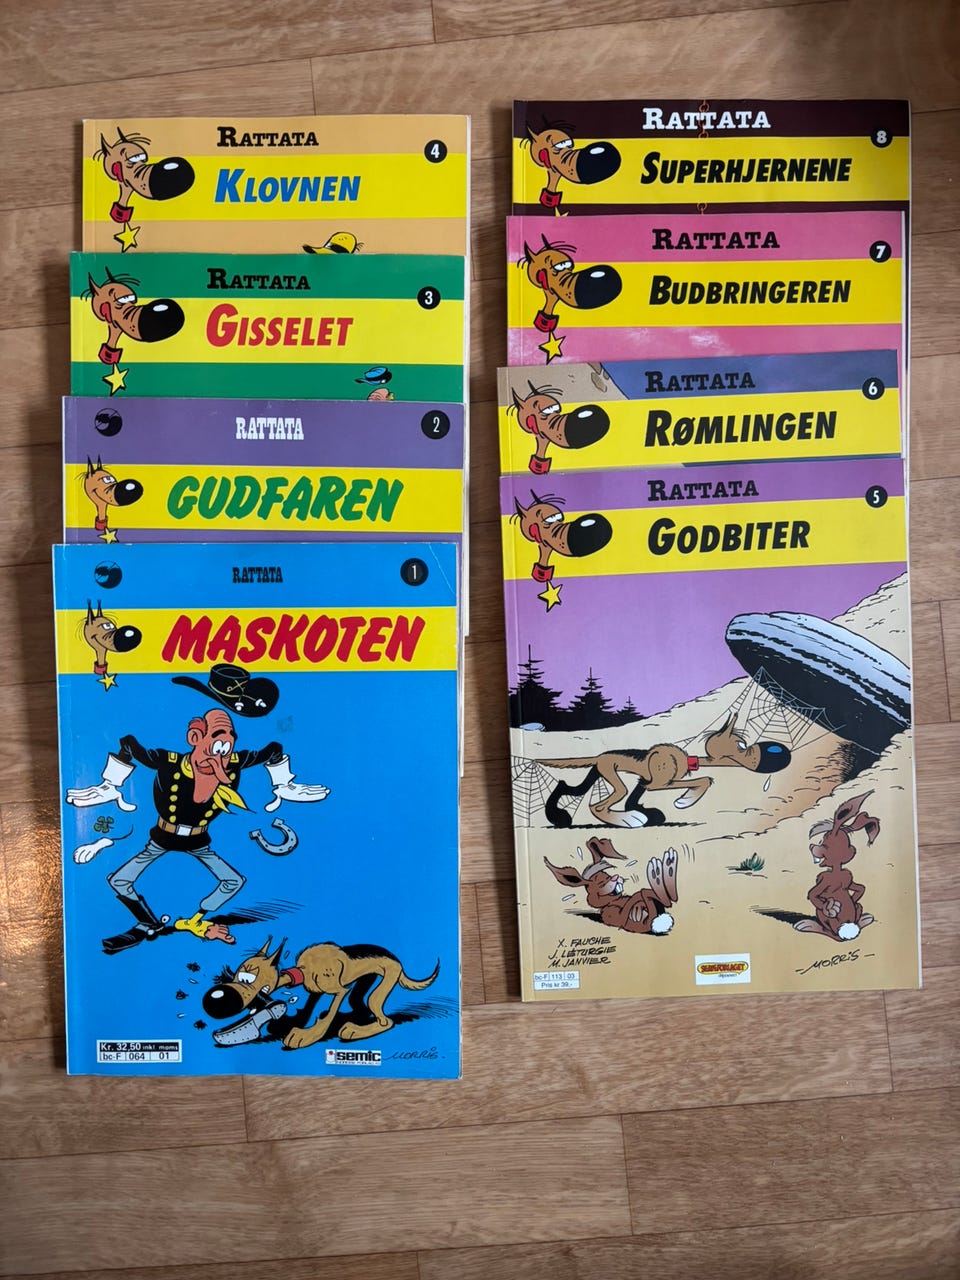 RATTATA
4
KLOVNEN
RATTATA
3
GISSELET
RATTATA
2
GUDFAREN
RATTATA
1
MASKOTEN
Kr. 32,50 inkl moms
bc-F 064 01
semic
MORRIS
RATTATA
8
SUPERHJERNENE
RATTATA
7
BUDBRINGEREN
RATTATA
6
RØMLINGEN
RATTATA
5
GODBITER
X. FAUCHE
J. LÉTURGIE
M. JANVIER
bc-F 113 03
Pris kr 39,-
SERIEFORLAGET
- MORRIS -